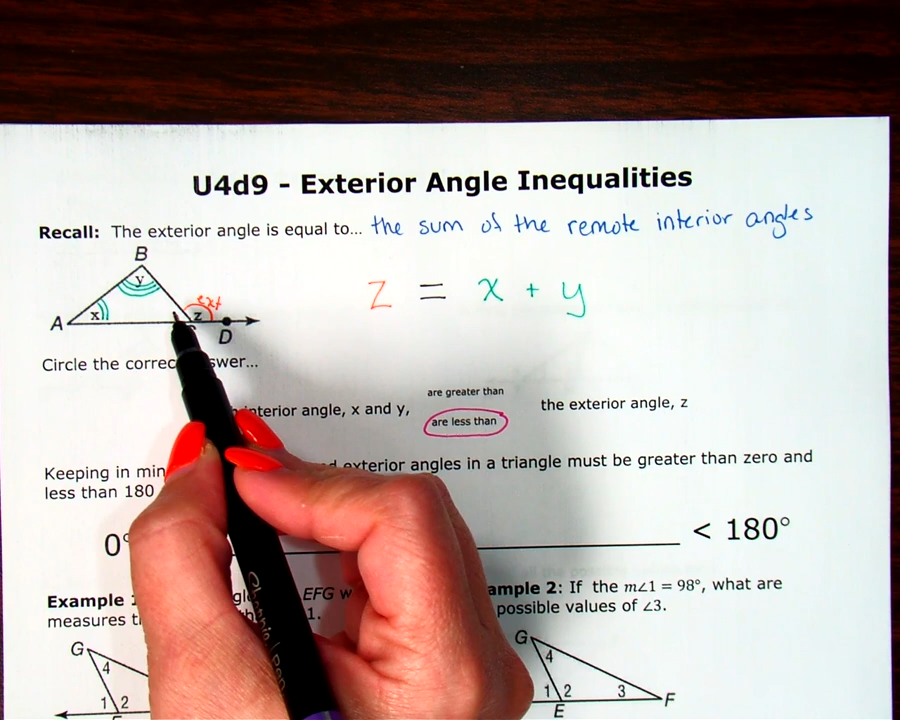 U4d9 - Exterior Angle Inequalities
Recall: The exterior angle is equal to... the sum of the remote interior angles
B
y
ext
z = x + y
A x z
D
Circle the correc swer...
are greater than
interior angle, x and y, the exterior angle, z
are less than
Keeping in min exterior angles in a triangle must be greater than zero and
less than 180
0° < 180°
Example EFG w ample 2: If the m∠1 = 98°, what are
measures t 1. possible values of ∠3.
G G
4 4
1 2 1 2 3 F
E